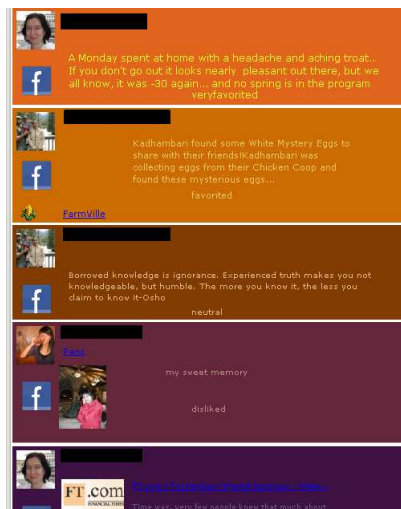 A Monday spent at home with a headache and aching troat..
If you don't go out it looks nearly pleasant out there, but we
all know, it was -30 again... and no spring is in the program
veryfavorited
Kadhambari found some White Mystery Eggs to
share with their friends!Kadhambari was
collecting eggs from their Chicken Coop and
found these mysterious eggs...
favorited
FarmVille
Borrowed knowledge is ignorance. Experienced truth makes you not
knowledgeable, but humble. The more you know it, the less you
claim to know it-Osho
neutral
Paris
my sweet memory
disliked
FT.com
FINANCIAL TIMES
Time was, very few people knew that much about